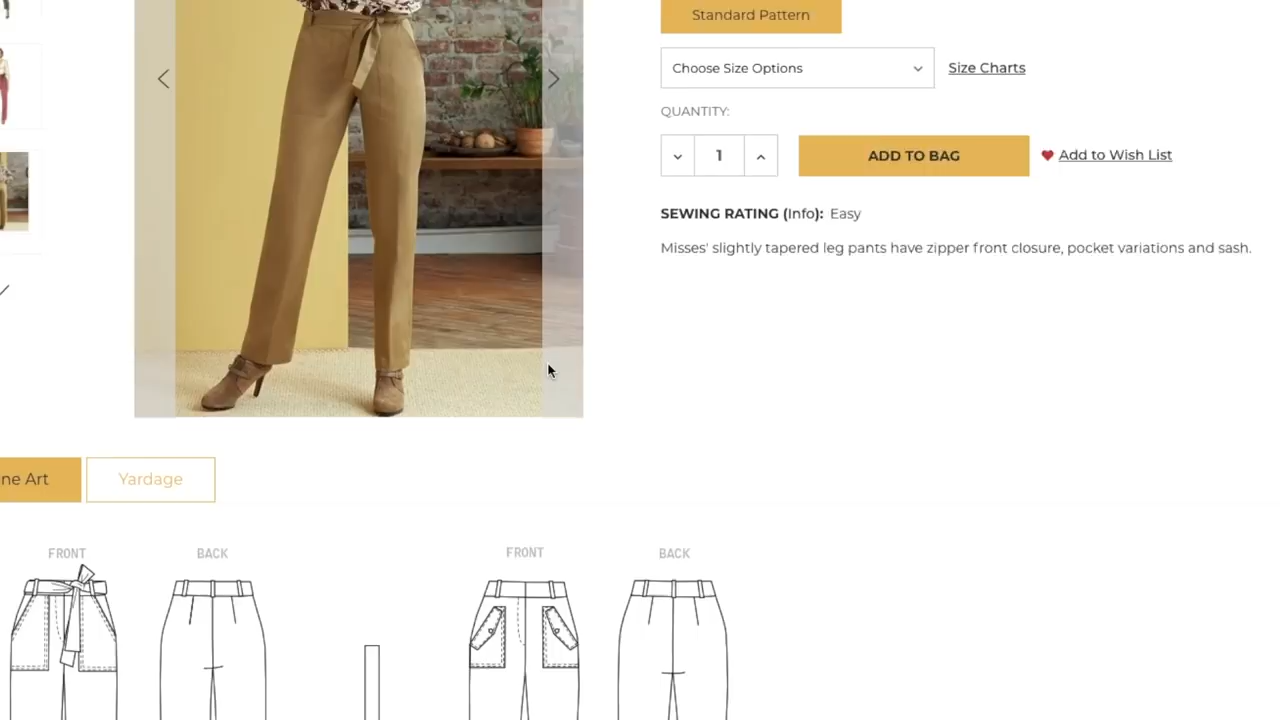 Standard Pattern
Choose Size Options
Size Charts
QUANTITY:
1
ADD TO BAG
Add to Wish List
SEWING RATING (Info): Easy
Misses' slightly tapered leg pants have zipper front closure, pocket variations and sash.
ne Art
Yardage
FRONT
BACK
FRONT
BACK